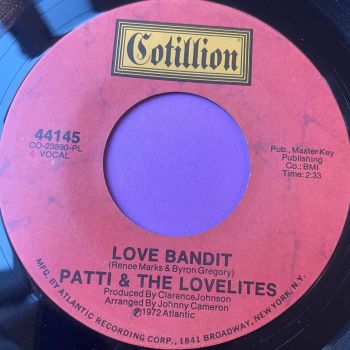 Cotillion
44145
CO-23890-PL
VOCAL
Pub., Master Key
Publishing
Co.; BMI
Time: 2:33
LOVE BANDIT
(Renee Marks & Byron Gregory)
PATTI & THE LOVELITES
Produced by Clarence Johnson
Arranged by Johnny Cameron
℗1972 Atlantic
MFG. BY ATLANTIC RECORDING CORP., 1841 BROADWAY, NEW YORK, N.Y.